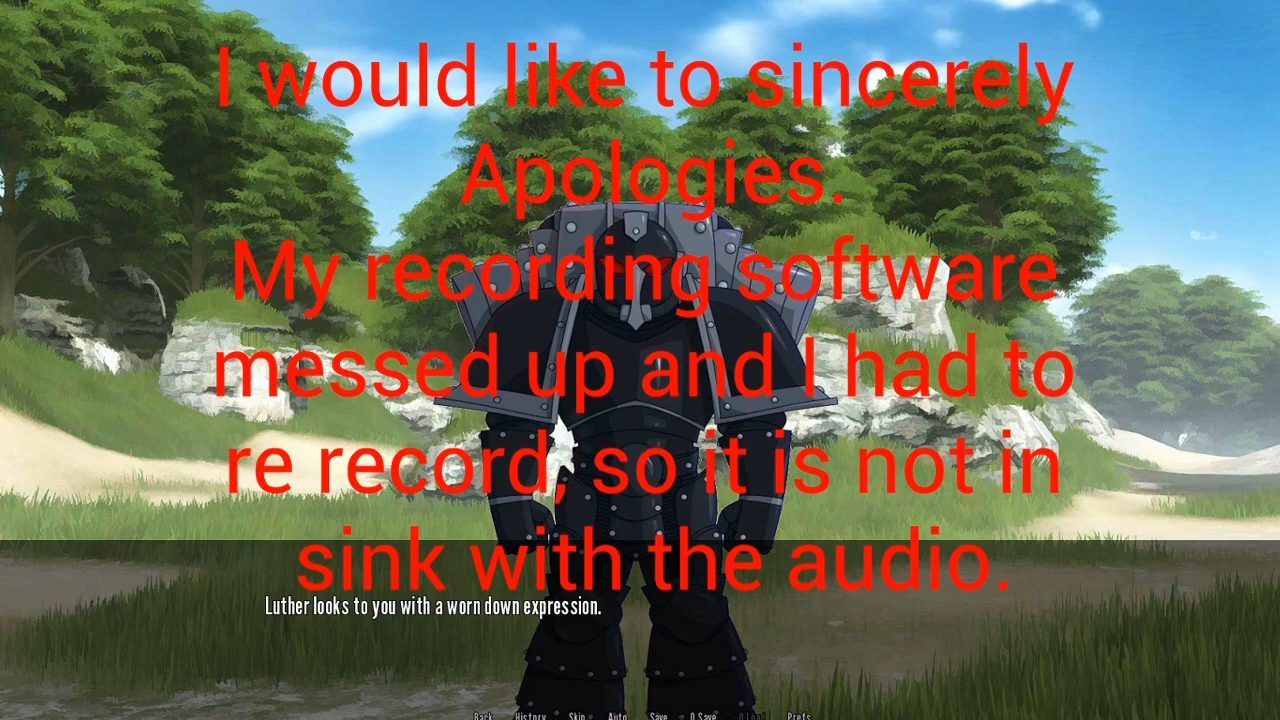 I would like to sincerely
Apologies.
My recording software
messed up and I had to
re record, so it is not in
sink with the audio.
Luther looks to you with a worn down expression.
Back History Skip Auto Save Q.Save Q.Load Prefs